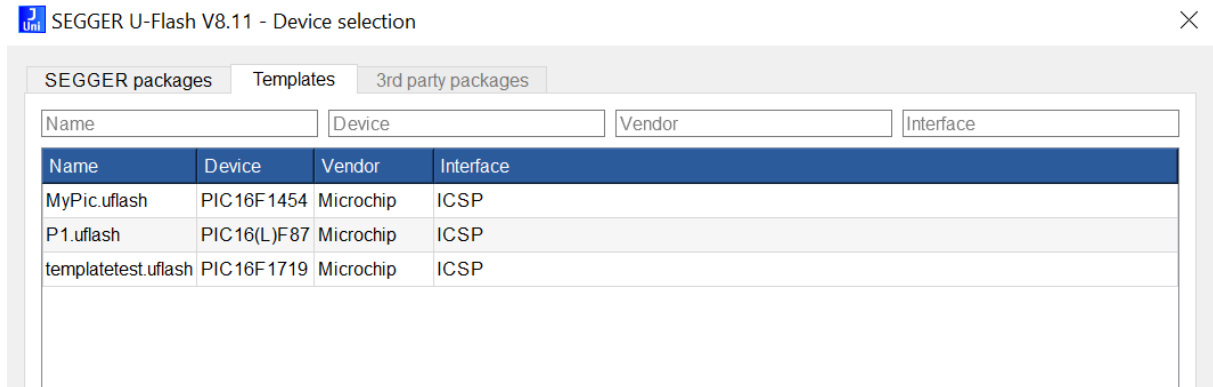 J
Uni
SEGGER U-Flash V8.11 - Device selection
SEGGER packages Templates 3rd party packages
Name Device Vendor Interface
Name Device Vendor Interface
MyPic.uflash PIC16F1454 Microchip ICSP
P1.uflash PIC16(L)F87 Microchip ICSP
templatetest.uflash PIC16F1719 Microchip ICSP